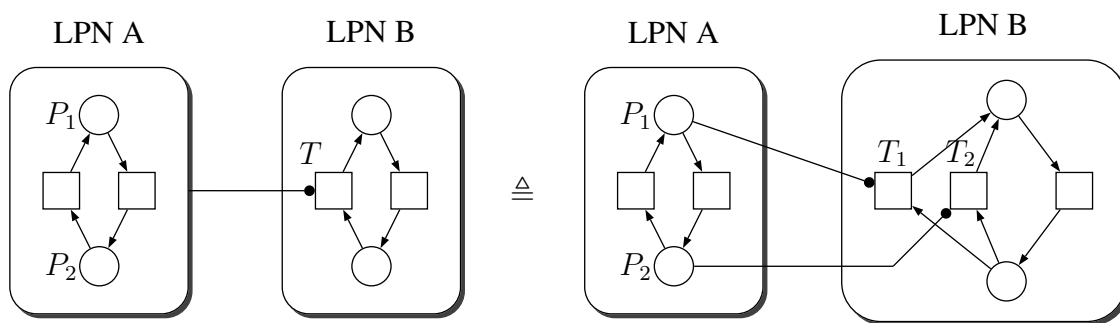 LPN A
LPN B
P₁
T
P₂
≜
LPN A
LPN B
P₁
T₁
T₂
P₂